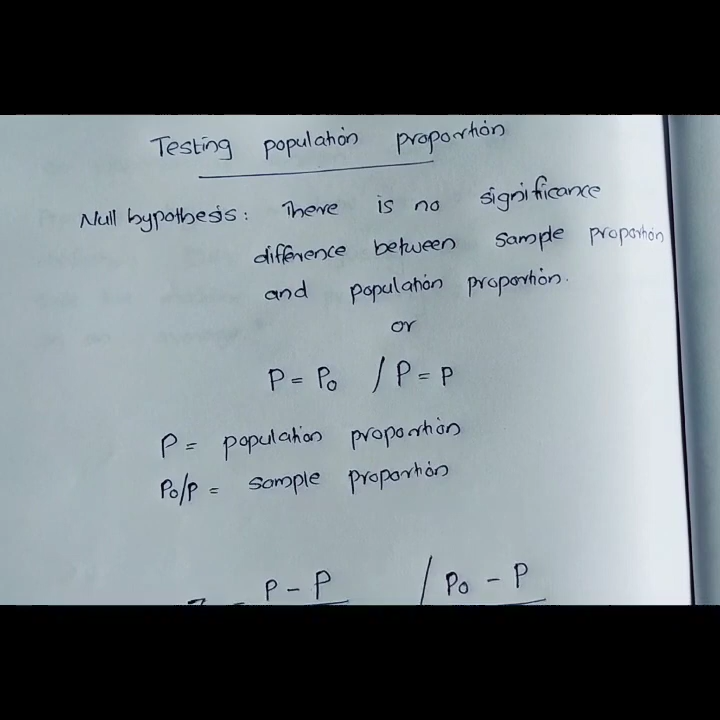 Testing population proportion
Null hypothesis: There is no significance
difference between sample proportion
and population proportion.
or
P = P₀ / P = p
P = population proportion
P₀/p = sample proportion
p - P / P₀ - P